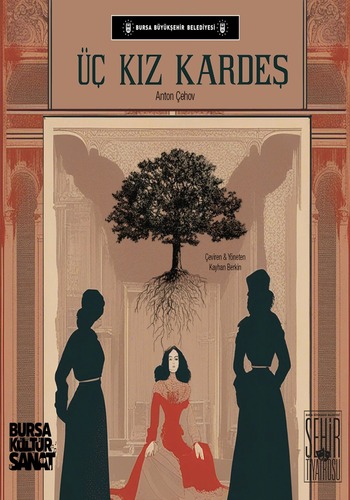 BURSA BÜYÜKŞEHİR BELEDİYESİ
ÜÇ KIZ KARDEŞ
Anton Çehov
Çeviren & Yöneten
Kayhan Berkin
BURSA
KÜLTÜR
SANAT
ŞEHİR
TİYATROSU